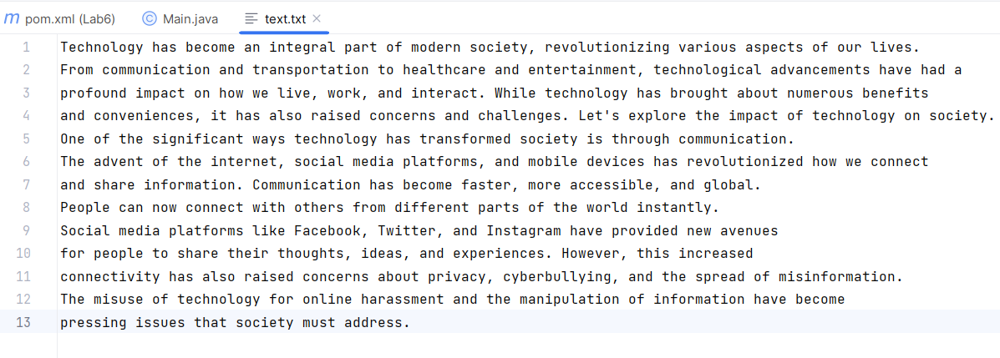 pom.xml (Lab6) Main.java text.txt
1 Technology has become an integral part of modern society, revolutionizing various aspects of our lives.
2 From communication and transportation to healthcare and entertainment, technological advancements have had a
3 profound impact on how we live, work, and interact. While technology has brought about numerous benefits
4 and conveniences, it has also raised concerns and challenges. Let's explore the impact of technology on society.
5 One of the significant ways technology has transformed society is through communication.
6 The advent of the internet, social media platforms, and mobile devices has revolutionized how we connect
7 and share information. Communication has become faster, more accessible, and global.
8 People can now connect with others from different parts of the world instantly.
9 Social media platforms like Facebook, Twitter, and Instagram have provided new avenues
10 for people to share their thoughts, ideas, and experiences. However, this increased
11 connectivity has also raised concerns about privacy, cyberbullying, and the spread of misinformation.
12 The misuse of technology for online harassment and the manipulation of information have become
13 pressing issues that society must address.